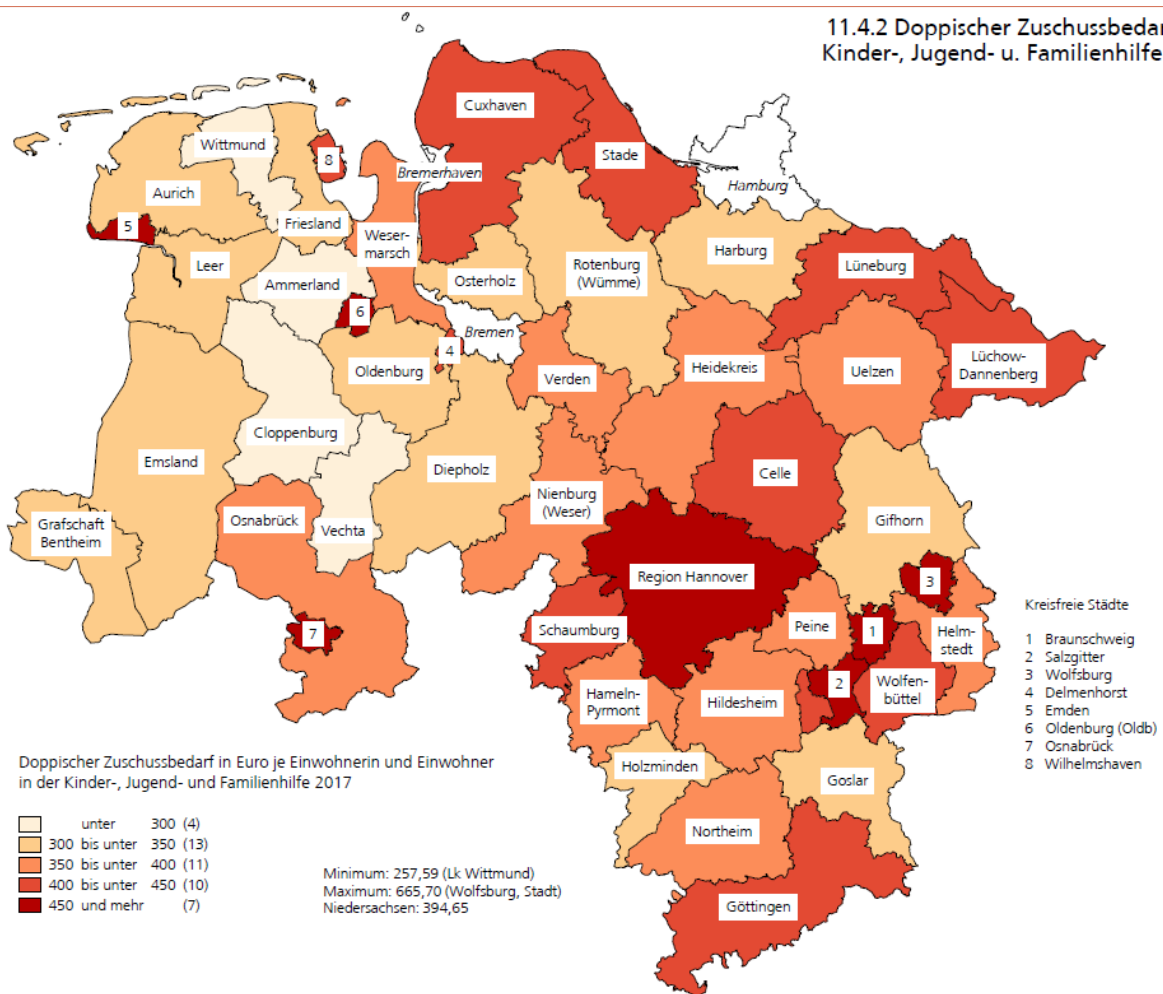 11.4.2 Doppischer Zuschussbedar
Kinder-, Jugend- u. Familienhilfe
Cuxhaven
Wittmund
8
Bremerhaven
Stade
Hamburg
Aurich
5
Friesland
Weser-
marsch
Leer
Ammerland
Osterholz
Rotenburg
(Wümme)
Harburg
Lüneburg
6
Bremen
4
Oldenburg
Verden
Heidekreis
Uelzen
Lüchow-
Dannenberg
Cloppenburg
Emsland
Diepholz
Celle
Nienburg
(Weser)
Gifhorn
Grafschaft
Bentheim
Osnabrück
Vechta
Region Hannover
3
7
Schaumburg
Peine
1
Helm-
stedt
2
Wolfen-
büttel
Hameln-
Pyrmont
Hildesheim
Holzminden
Goslar
Northeim
Göttingen
Kreisfreie Städte
1 Braunschweig
2 Salzgitter
3 Wolfsburg
4 Delmenhorst
5 Emden
6 Oldenburg (Oldb)
7 Osnabrück
8 Wilhelmshaven
Doppischer Zuschussbedarf in Euro je Einwohnerin und Einwohner
in der Kinder-, Jugend- und Familienhilfe 2017
unter 300 (4)
300 bis unter 350 (13)
350 bis unter 400 (11)
400 bis unter 450 (10)
450 und mehr (7)
Minimum: 257,59 (Lk Wittmund)
Maximum: 665,70 (Wolfsburg, Stadt)
Niedersachsen: 394,65